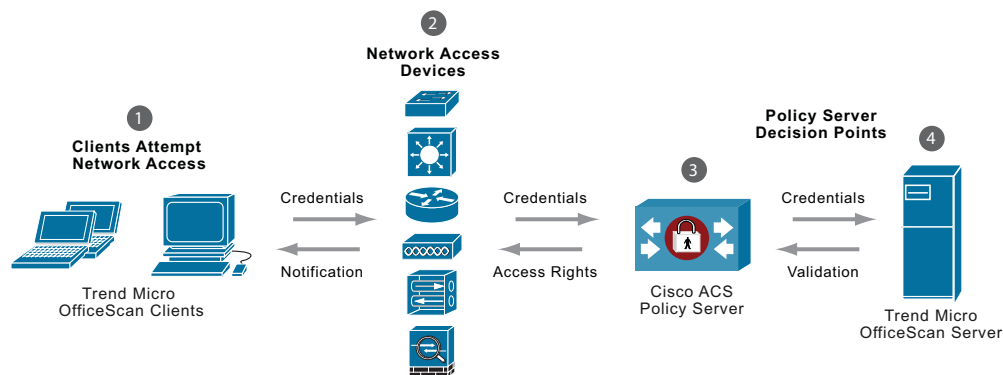 1
Clients Attempt
Network Access
Trend Micro
OfficeScan Clients
Credentials
Notification
2
Network Access
Devices
Credentials
Access Rights
Policy Server
Decision Points
3
Cisco ACS
Policy Server
Credentials
Validation
4
Trend Micro
OfficeScan Server